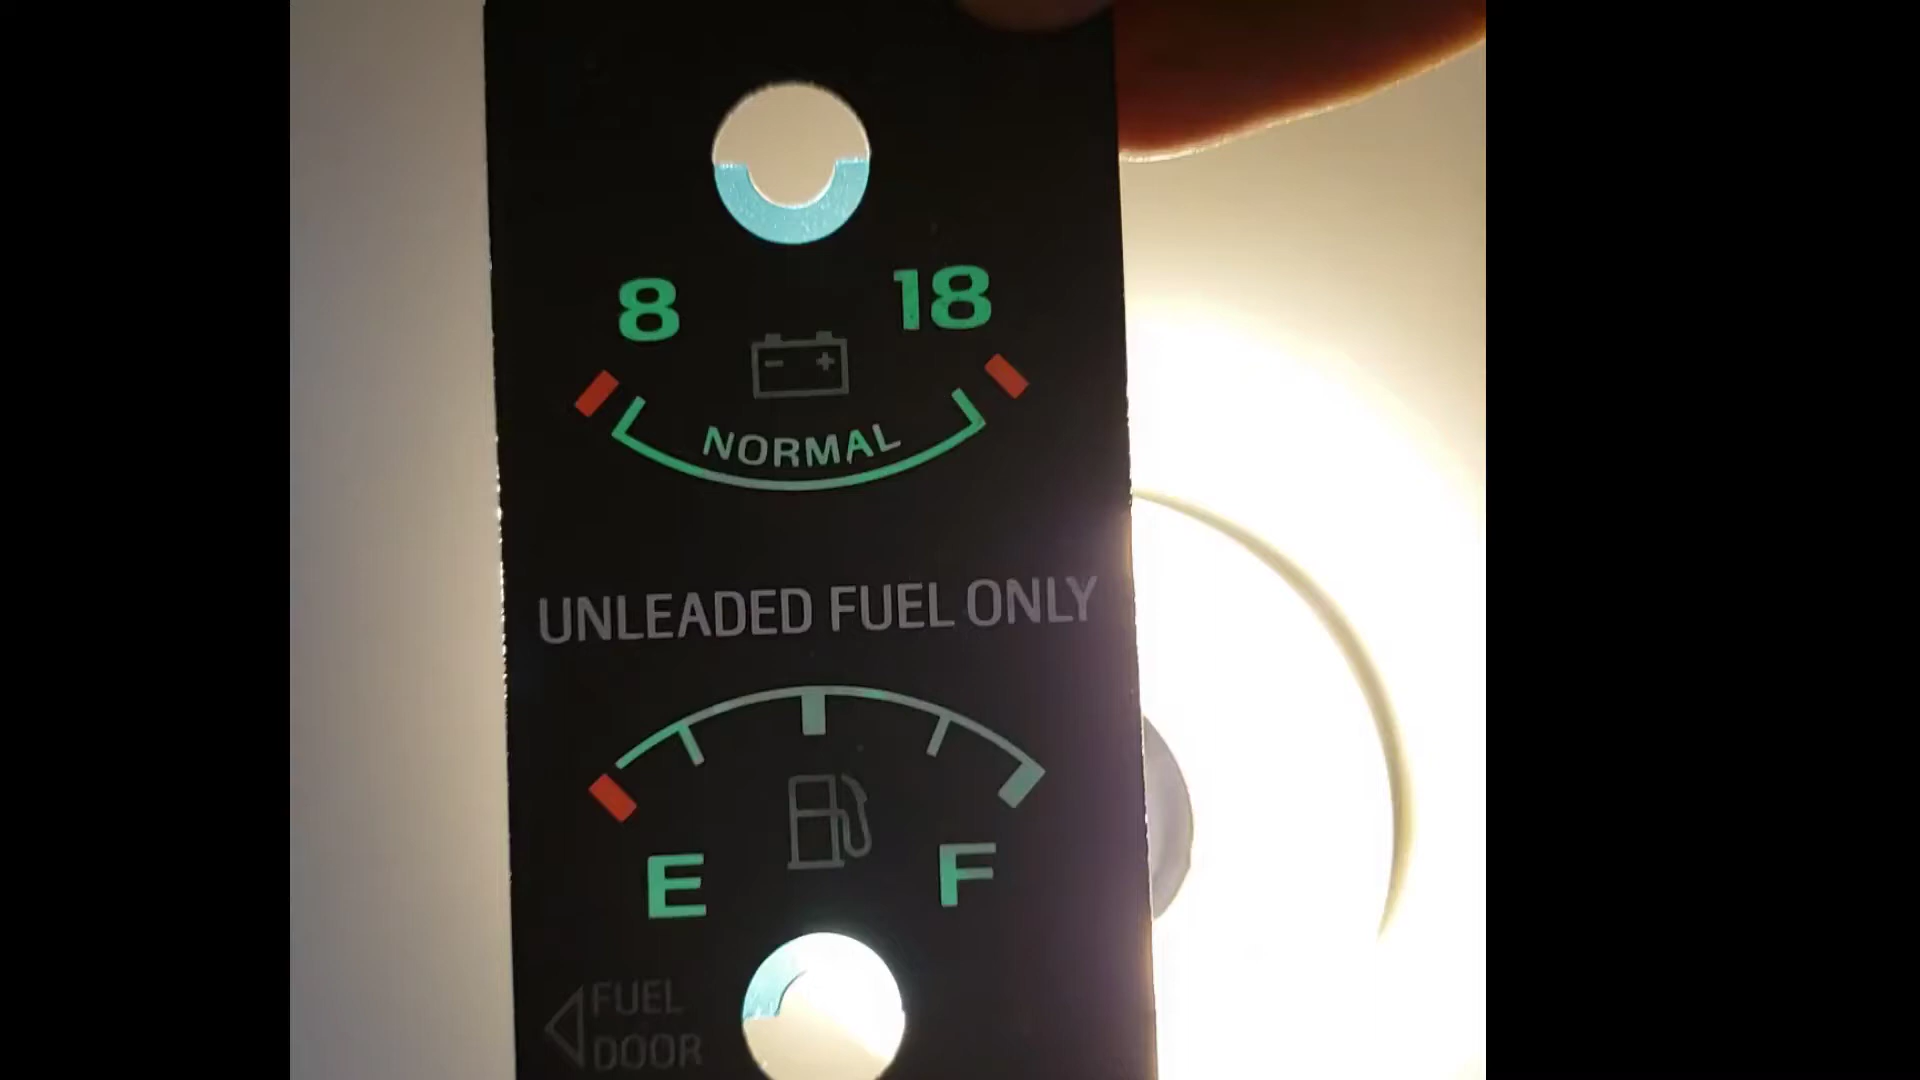 8 18
- +
NORMAL
UNLEADED FUEL ONLY
E F
FUEL
DOOR